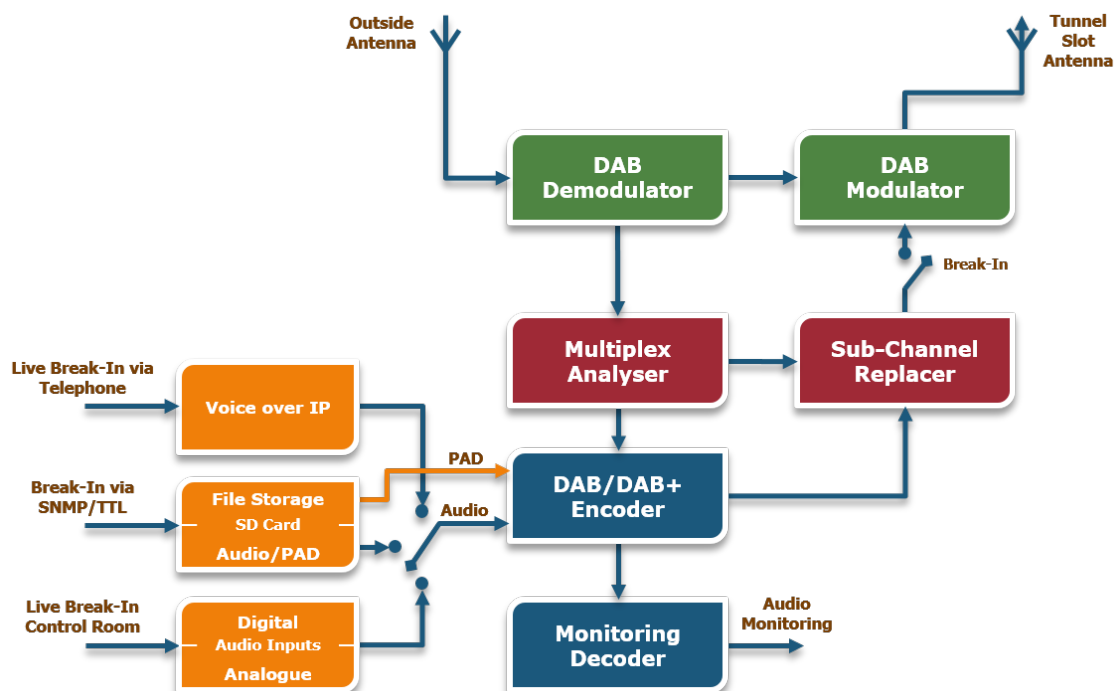 Outside
Antenna
Tunnel
Slot
Antenna
DAB
Demodulator
DAB
Modulator
Break-In
Multiplex
Analyser
Sub-Channel
Replacer
Live Break-In via
Telephone
Voice over IP
PAD
Break-In via
SNMP/TTL
File Storage
SD Card
Audio/PAD
Audio
DAB/DAB+
Encoder
Live Break-In
Control Room
Digital
Audio Inputs
Analogue
Monitoring
Decoder
Audio
Monitoring